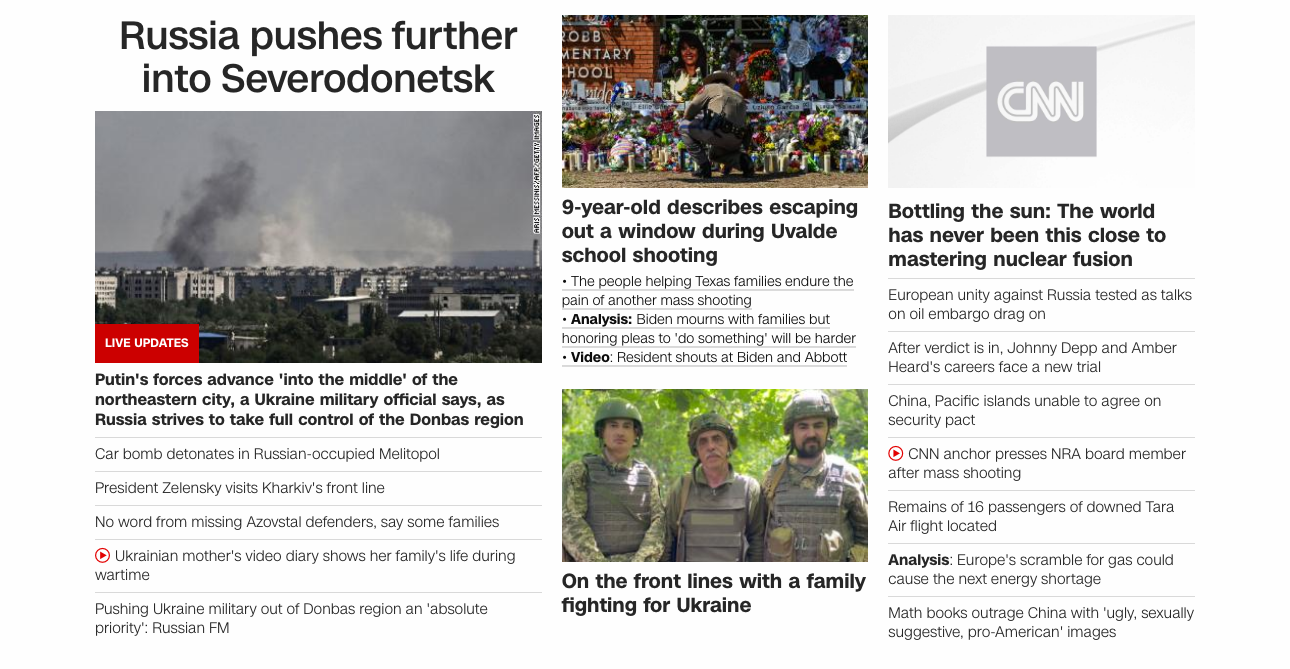 Russia pushes further
into Severodonetsk
ARIS MESSINIS/AFP/GETTY IMAGES
LIVE UPDATES
Putin's forces advance 'into the middle' of the
northeastern city, a Ukraine military official says, as
Russia strives to take full control of the Donbas region
Car bomb detonates in Russian-occupied Melitopol
President Zelensky visits Kharkiv's front line
No word from missing Azovstal defenders, say some families
Ukrainian mother's video diary shows her family's life during
wartime
Pushing Ukraine military out of Donbas region an 'absolute
priority': Russian FM
ROBB
MENTARY
CHOOL
9-year-old describes escaping
out a window during Uvalde
school shooting
• The people helping Texas families endure the
pain of another mass shooting
• Analysis: Biden mourns with families but
honoring pleas to 'do something' will be harder
• Video: Resident shouts at Biden and Abbott
On the front lines with a family
fighting for Ukraine
CNN
Bottling the sun: The world
has never been this close to
mastering nuclear fusion
European unity against Russia tested as talks
on oil embargo drag on
After verdict is in, Johnny Depp and Amber
Heard's careers face a new trial
China, Pacific islands unable to agree on
security pact
CNN anchor presses NRA board member
after mass shooting
Remains of 16 passengers of downed Tara
Air flight located
Analysis: Europe's scramble for gas could
cause the next energy shortage
Math books outrage China with 'ugly, sexually
suggestive, pro-American' images